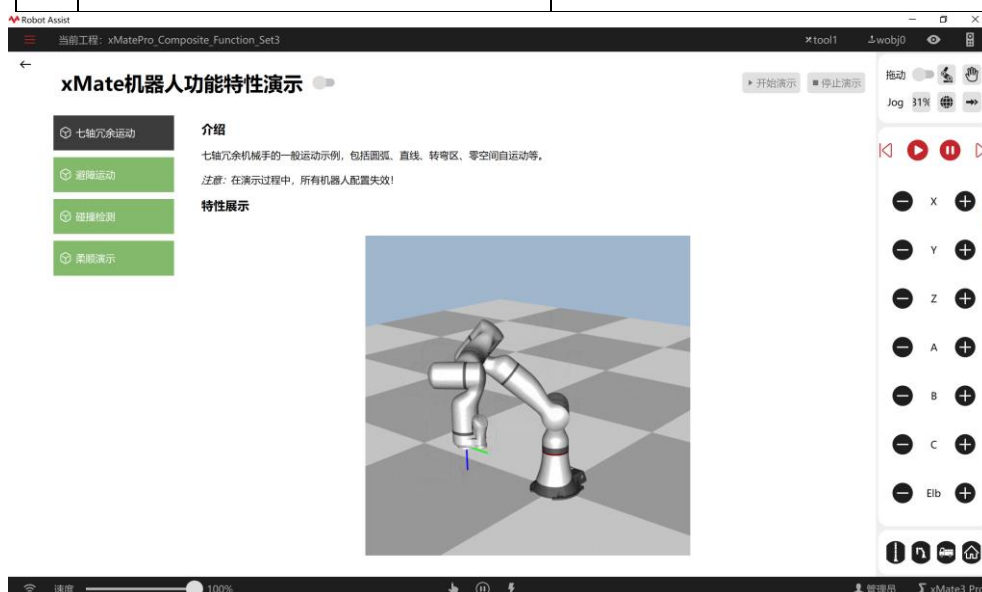 Robot Assist
当前工程: xMatePro_Composite_Function_Set3
tool1
wobj0
xMate机器人功能特性演示
开始演示
停止演示
拖动
Jog 31%
七轴冗余运动
避障运动
碰撞检测
柔顺演示
介绍
七轴冗余机械手的一般运动示例，包括圆弧、直线、转弯区、零空间自运动等。
注意: 在演示过程中，所有机器人配置失效!
特性展示
X
Y
Z
A
B
C
Elb
速度
100%
管理员
xMate3 Pro